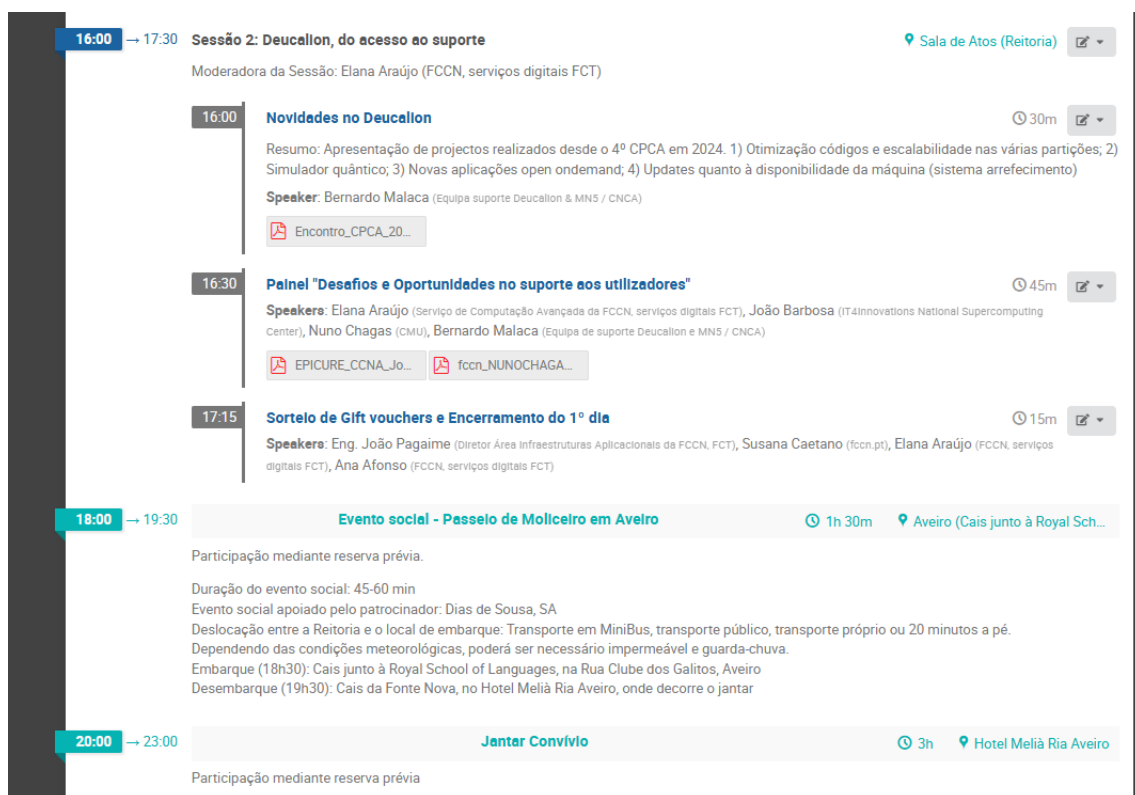 16:00 → 17:30 Sessão 2: Deucalion, do acesso ao suporte Sala de Atos (Reitoria)
Moderadora da Sessão: Elana Araújo (FCCN, serviços digitais FCT)
16:00 Novidades no Deucalion 30m
Resumo: Apresentação de projectos realizados desde o 4º CPCA em 2024. 1) Otimização códigos e escalabilidade nas várias partições; 2)
Simulador quântico; 3) Novas aplicações open ondemand; 4) Updates quanto à disponibilidade da máquina (sistema arrefecimento)
Speaker: Bernardo Malaca (Equipa suporte Deucalion & MN5 / CNCA)
Encontro_CPCA_20...
16:30 Painel "Desafios e Oportunidades no suporte aos utilizadores" 45m
Speakers: Elana Araújo (Serviço de Computação Avançada da FCCN, serviços digitais FCT), João Barbosa (IT4Innovations National Supercomputing
Center), Nuno Chagas (CMU), Bernardo Malaca (Equipa de suporte Deucalion e MN5 / CNCA)
EPICURE_CCNA_Jo... fccn_NUNOCHAGA...
17:15 Sorteio de Gift vouchers e Encerramento do 1º dia 15m
Speakers: Eng. João Pagaime (Diretor Área Infraestruturas Aplicacionais da FCCN, FCT), Susana Caetano (fccn.pt), Elana Araújo (FCCN, serviços
digitais FCT), Ana Afonso (FCCN, serviços digitais FCT)
18:00 → 19:30 Evento social - Passeio de Moliceiro em Aveiro 1h 30m Aveiro (Cais junto à Royal Sch...
Participação mediante reserva prévia.
Duração do evento social: 45-60 min
Evento social apoiado pelo patrocinador: Dias de Sousa, SA
Deslocação entre a Reitoria e o local de embarque: Transporte em MiniBus, transporte público, transporte próprio ou 20 minutos a pé.
Dependendo das condições meteorológicas, poderá ser necessário impermeável e guarda-chuva.
Embarque (18h30): Cais junto à Royal School of Languages, na Rua Clube dos Galitos, Aveiro
Desembarque (19h30): Cais da Fonte Nova, no Hotel Melià Ria Aveiro, onde decorre o jantar
20:00 → 23:00 Jantar Convívio 3h Hotel Melià Ria Aveiro
Participação mediante reserva prévia